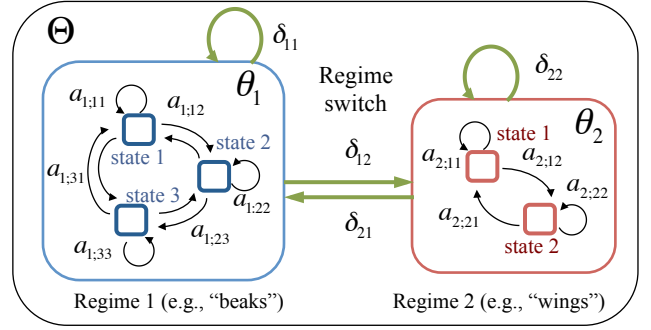 Θ
δ₁₁
θ₁
Regime
switch
δ₂₂
θ₂
a₁;₁₁
a₁;₁₂
state 2
state 1
a₁;₃₁
state 3
a₁;₂₂
a₁;₂₃
a₁;₃₃
δ₁₂
δ₂₁
state 1
a₂;₁₁
a₂;₁₂
a₂;₂₂
a₂;₂₁
state 2
Regime 1 (e.g., “beaks”)
Regime 2 (e.g., “wings”)